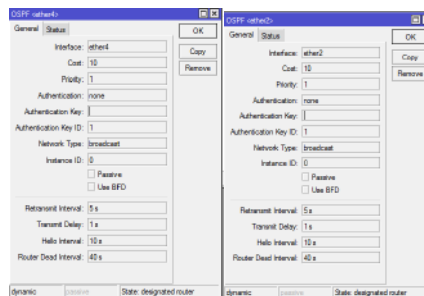 OSPF <ether4>
General Status
OK
Copy
Remove
Interface: ether4
Cost: 10
Priority: 1
Authentication: none
Authentication Key:
Authentication Key ID: 1
Network Type: broadcast
Instance ID: 0
Passive
Use BFD
Retransmit Interval: 5 s
Transmit Delay: 1 s
Hello Interval: 10 s
Router Dead Interval: 40 s
dynamic passive State: designated router
OSPF <ether2>
General Status
OK
Copy
Remove
Interface: ether2
Cost: 10
Priority: 1
Authentication: none
Authentication Key:
Authentication Key ID: 1
Network Type: broadcast
Instance ID: 0
Passive
Use BFD
Retransmit Interval: 5 s
Transmit Delay: 1 s
Hello Interval: 10 s
Router Dead Interval: 40 s
dynamic passive State: designated router